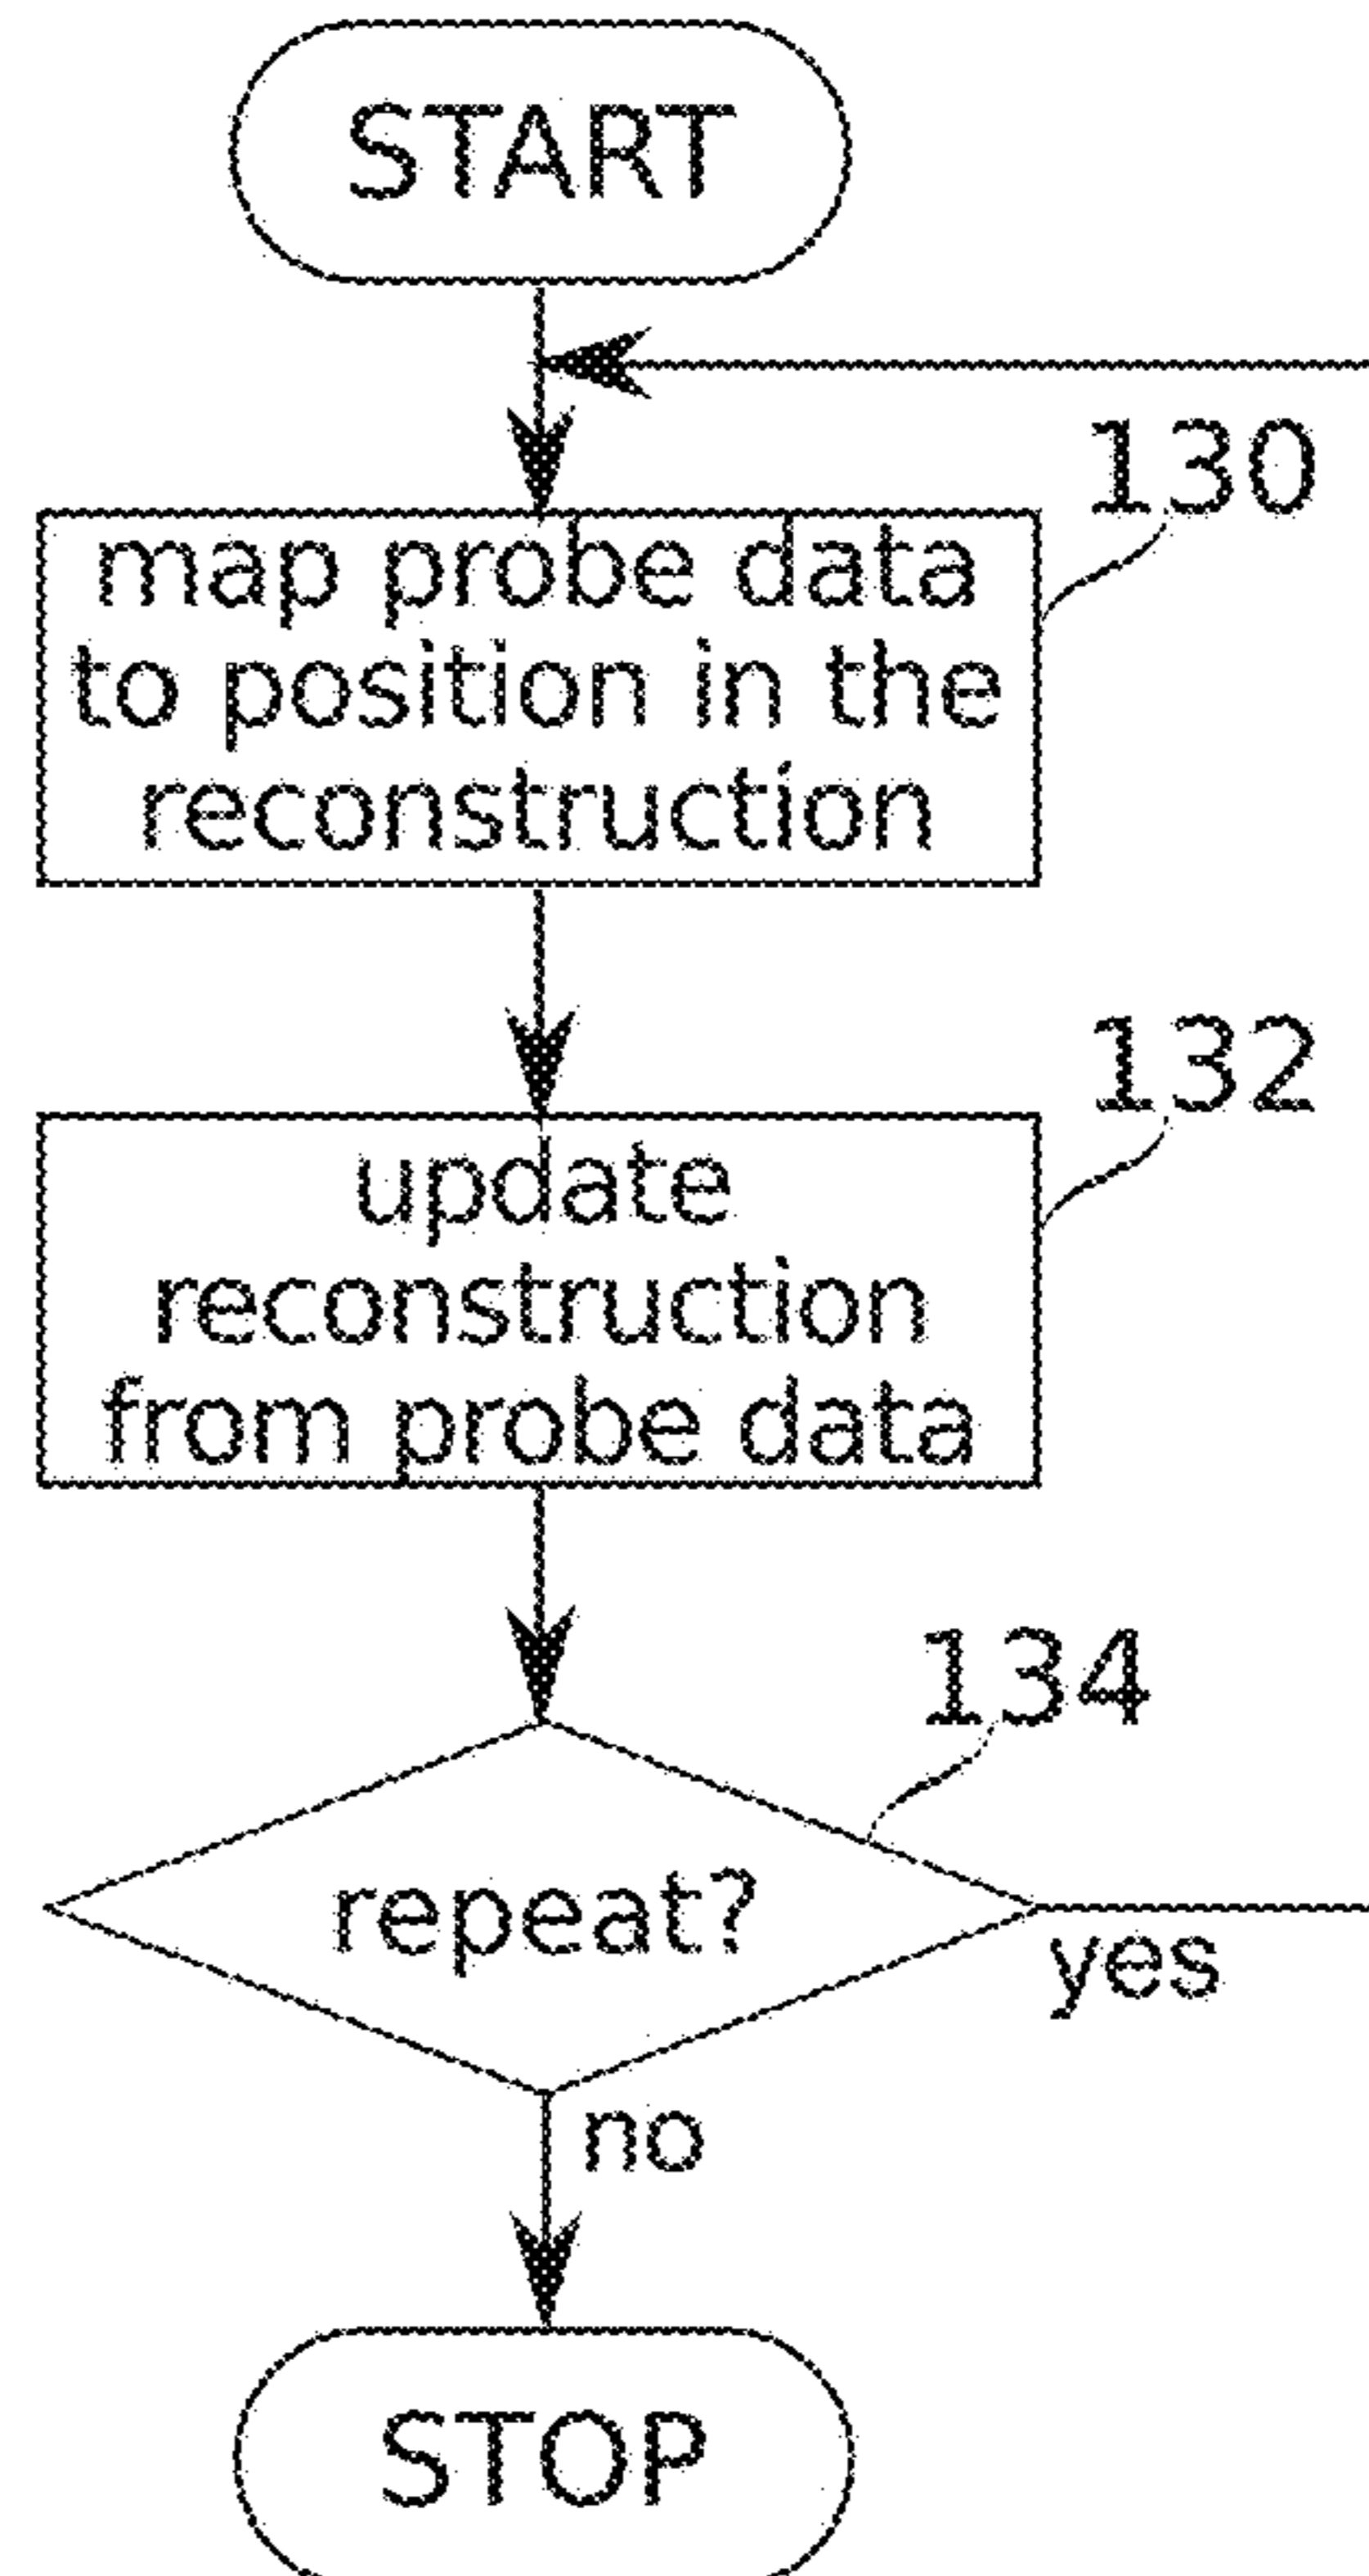 START
130
map probe data
to position in the
reconstruction
132
update
reconstruction
from probe data
134
repeat?
yes
no
STOP